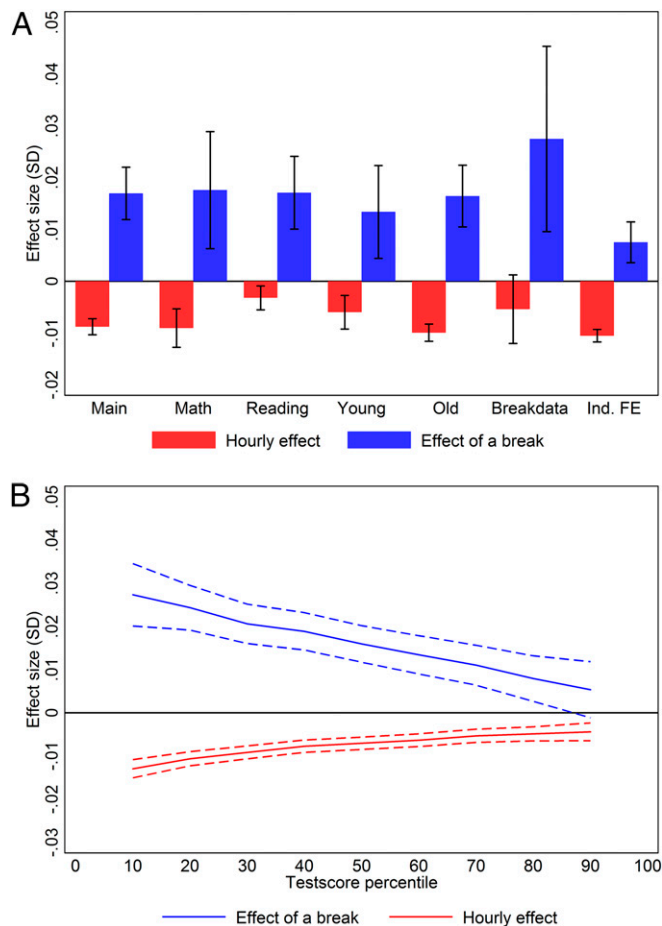 A
.05
.04
.03
.02
.01
0
-.01
-.02
Effect size (SD)
Main Math Reading Young Old Breakdata Ind. FE
Hourly effect Effect of a break
B
.05
.04
.03
.02
.01
0
-.01
-.02
-.03
Effect size (SD)
0 10 20 30 40 50 60 70 80 90 100
Testscore percentile
Effect of a break Hourly effect